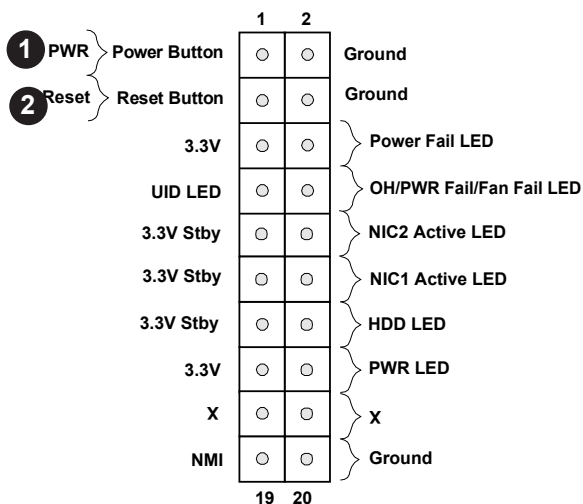 1 2
1 PWR Power Button Ground
2 Reset Reset Button Ground
3.3V Power Fail LED
UID LED OH/PWR Fail/Fan Fail LED
3.3V Stby NIC2 Active LED
3.3V Stby NIC1 Active LED
3.3V Stby HDD LED
3.3V PWR LED
X X
NMI Ground
19 20